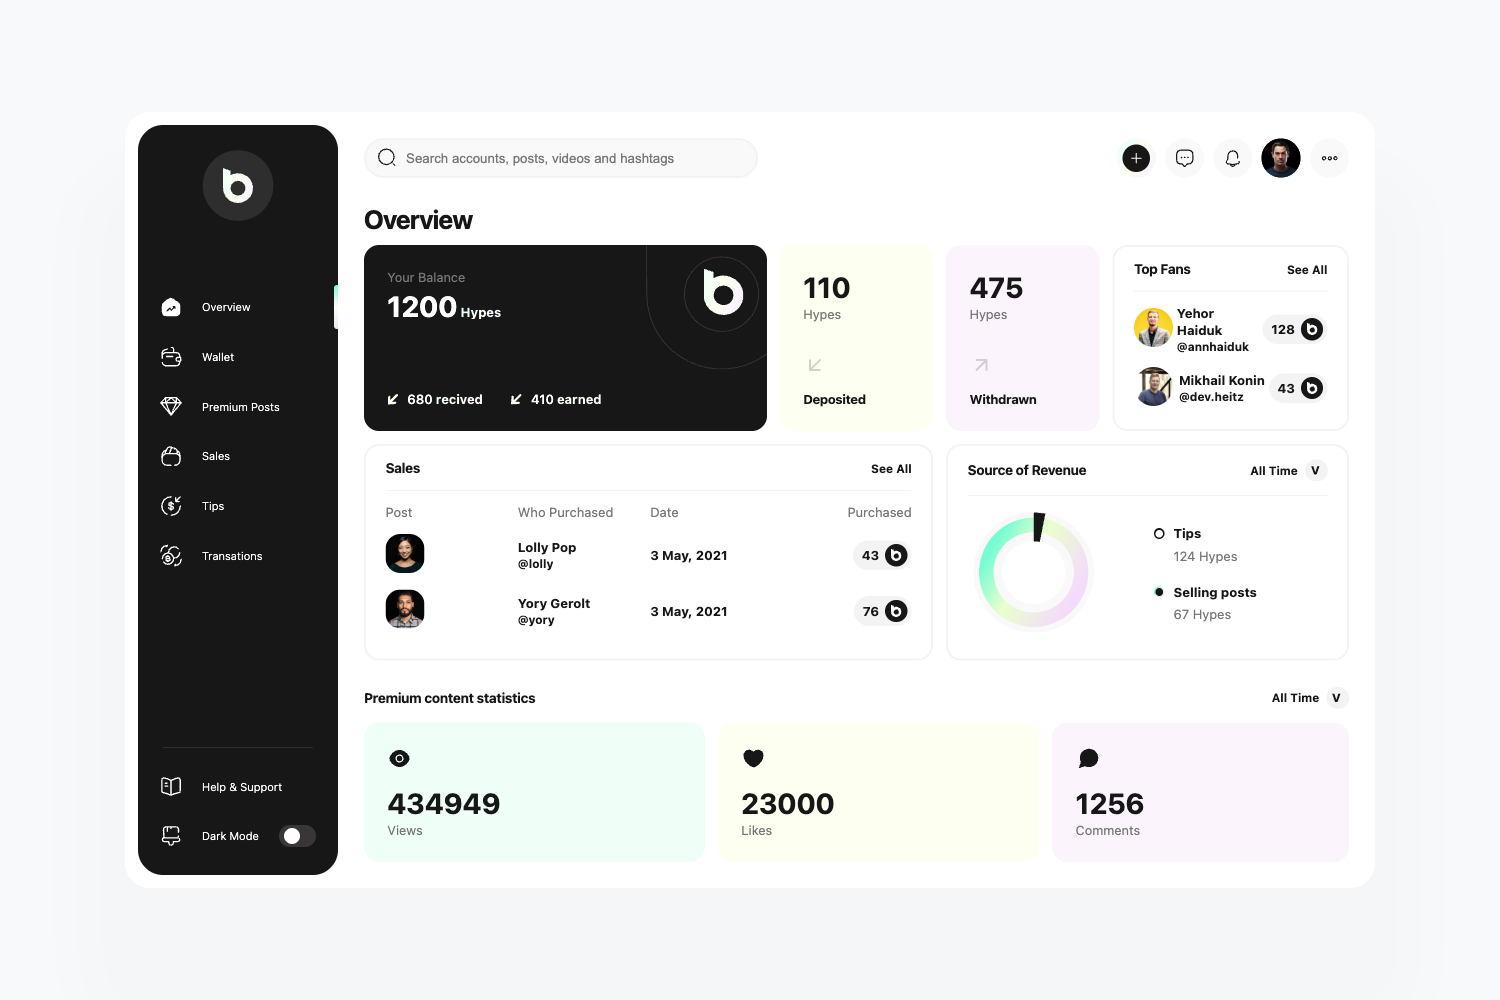 b
Overview
Wallet
Premium Posts
Sales
Tips
Transations
Help & Support
Dark Mode
Search accounts, posts, videos and hashtags
Overview
Your Balance
1200 Hypes
b
680 recived
410 earned
110
Hypes
Deposited
475
Hypes
Withdrawn
Top Fans
See All
Yehor
Haiduk
@annhaiduk
128 b
Mikhail Konin
@dev.heitz
43 b
Sales
See All
Post
Who Purchased
Date
Purchased
Lolly Pop
@lolly
3 May, 2021
43 b
Yory Gerolt
@yory
3 May, 2021
76 b
Source of Revenue
All Time V
Tips
124 Hypes
Selling posts
67 Hypes
Premium content statistics
All Time V
434949
Views
23000
Likes
1256
Comments